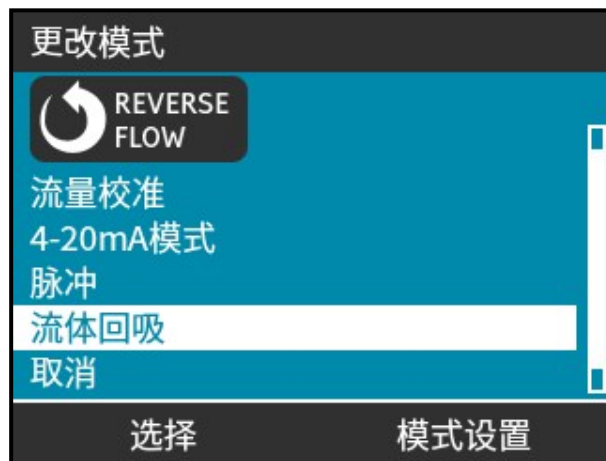 更改模式
REVERSE
FLOW
流量校准
4-20mA模式
脉冲
流体回吸
取消
选择 模式设置